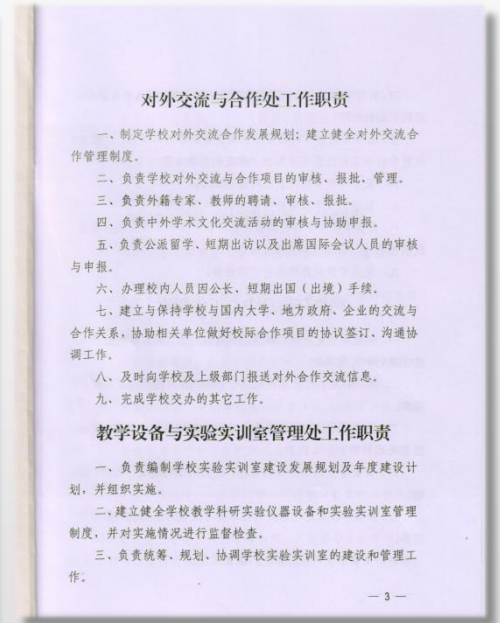 对外交流与合作处工作职责
一、制定学校对外交流合作发展规划；建立健全对外交流合
作管理制度。
二、负责学校对外交流与合作项目的审核、报批、管理。
三、负责外籍专家、教师的聘请、审核、报批。
四、负责中外学术文化交流活动的审核与协助申报。
五、负责公派留学、短期出访以及出席国际会议人员的审核
与申报。
六、办理校内人员因公长、短期出国（出境）手续。
七、建立与保持学校与国内大学、地方政府、企业的交流与
合作关系，协助相关单位做好校际合作项目的协议签订、沟通协
调工作。
八、及时向学校及上级部门报送对外合作交流信息。
九、完成学校交办的其它工作。
教学设备与实验实训室管理处工作职责
一、负责编制学校实验实训室建设发展规划及年度建设计
划，并组织实施。
二、建立健全学校教学科研实验仪器设备和实验实训室管理
制度，并对实施情况进行监督检查。
三、负责统筹、规划、协调学校实验实训室的建设和管理工
作。
— 3 —